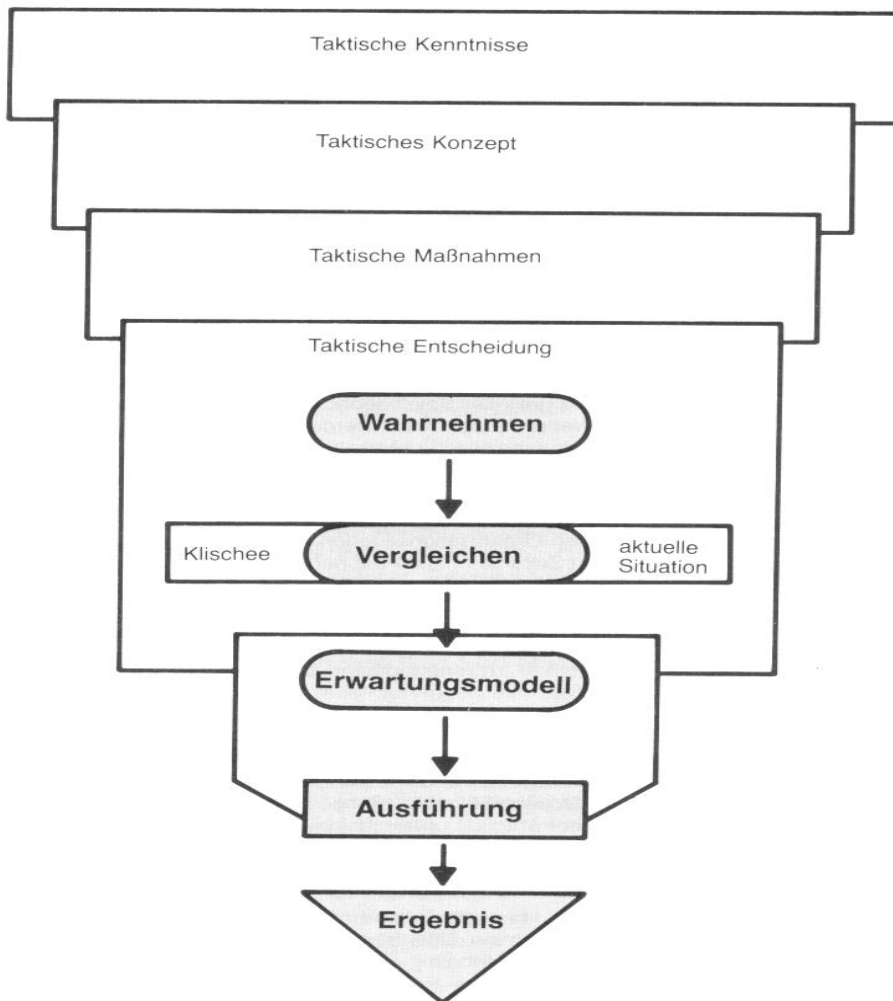 Taktische Kenntnisse
Taktisches Konzept
Taktische Maßnahmen
Taktische Entscheidung
Wahrnehmen
Klischee
Vergleichen
aktuelle
Situation
Erwartungsmodell
Ausführung
Ergebnis